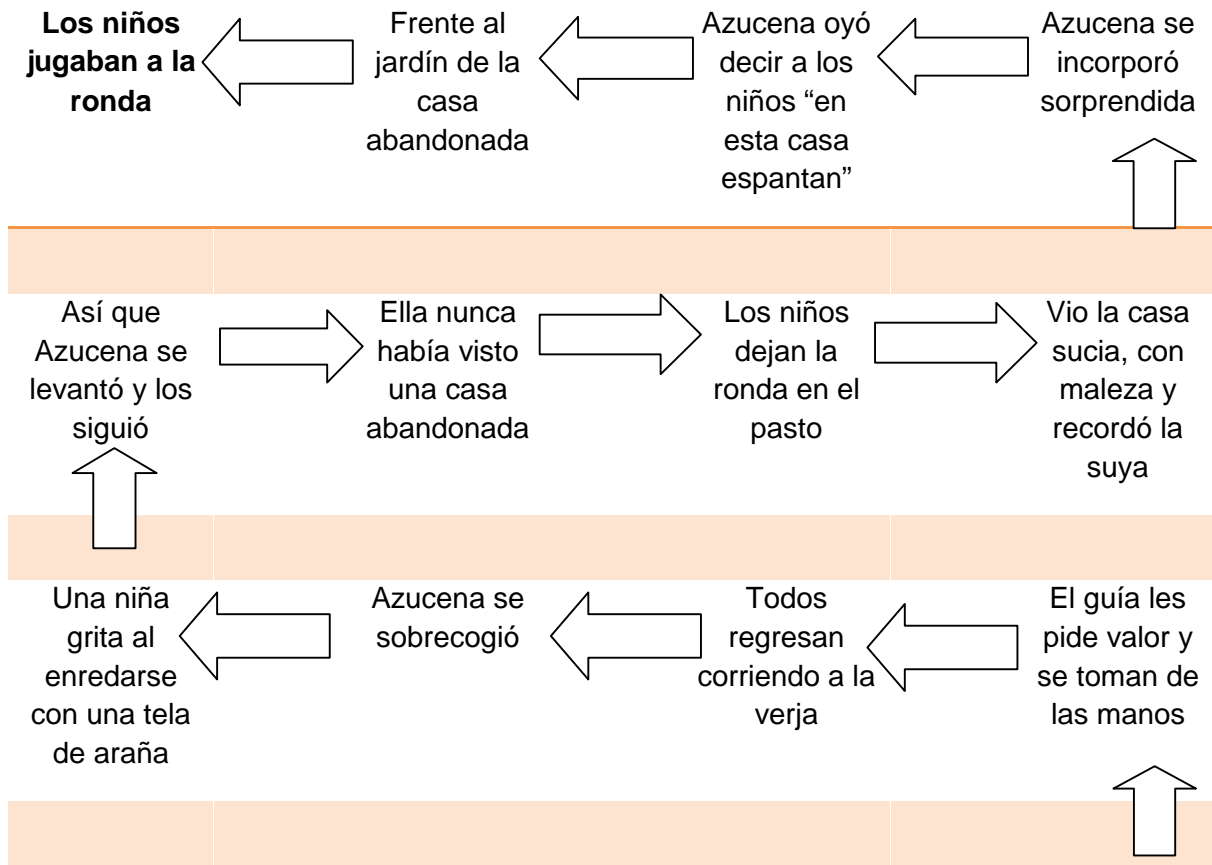 Los niños
jugaban a la
ronda
Frente al
jardín de la
casa
abandonada
Azucena oyó
decir a los
niños “en
esta casa
espantan”
Azucena se
incorporó
sorprendida
Así que
Azucena se
levantó y los
siguió
Ella nunca
había visto
una casa
abandonada
Los niños
dejan la
ronda en el
pasto
Vio la casa
sucia, con
maleza y
recordó la
suya
Una niña
grita al
enredarse
con una tela
de araña
Azucena se
sobrecogió
Todos
regresan
corriendo a la
verja
El guía les
pide valor y
se toman de
las manos